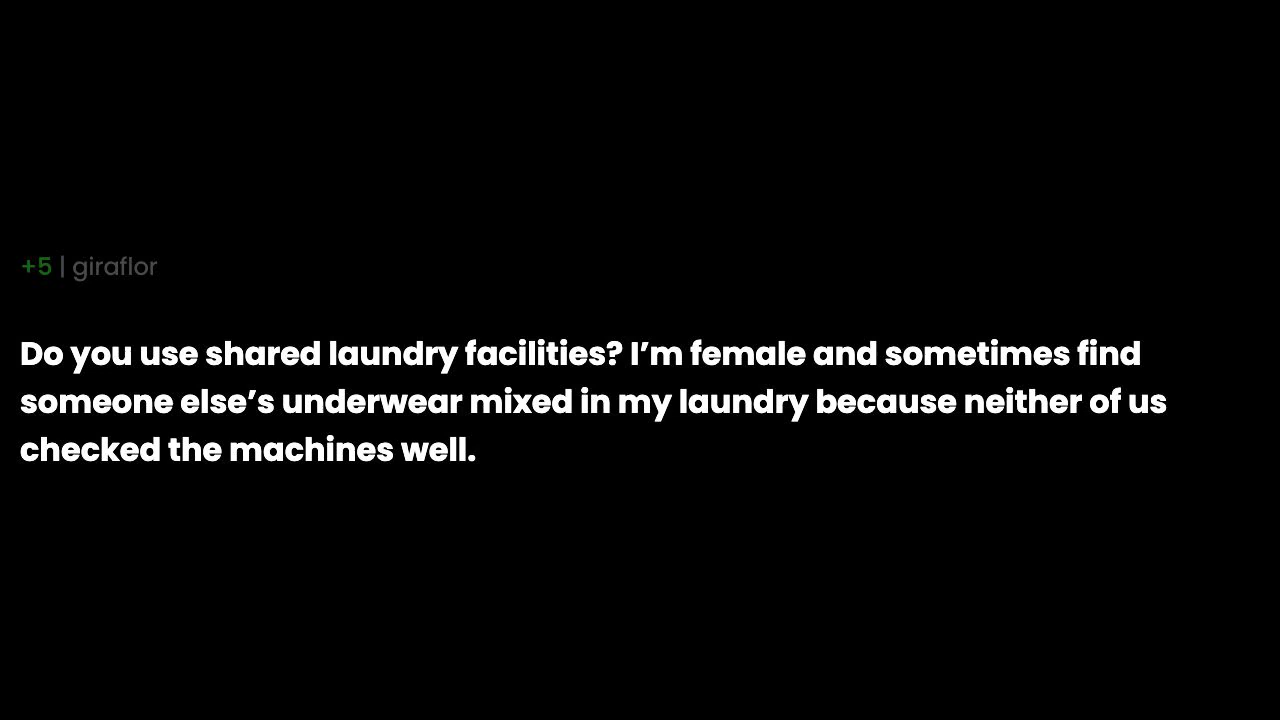 +5 | giraflor
Do you use shared laundry facilities? I’m female and sometimes find
someone else’s underwear mixed in my laundry because neither of us
checked the machines well.